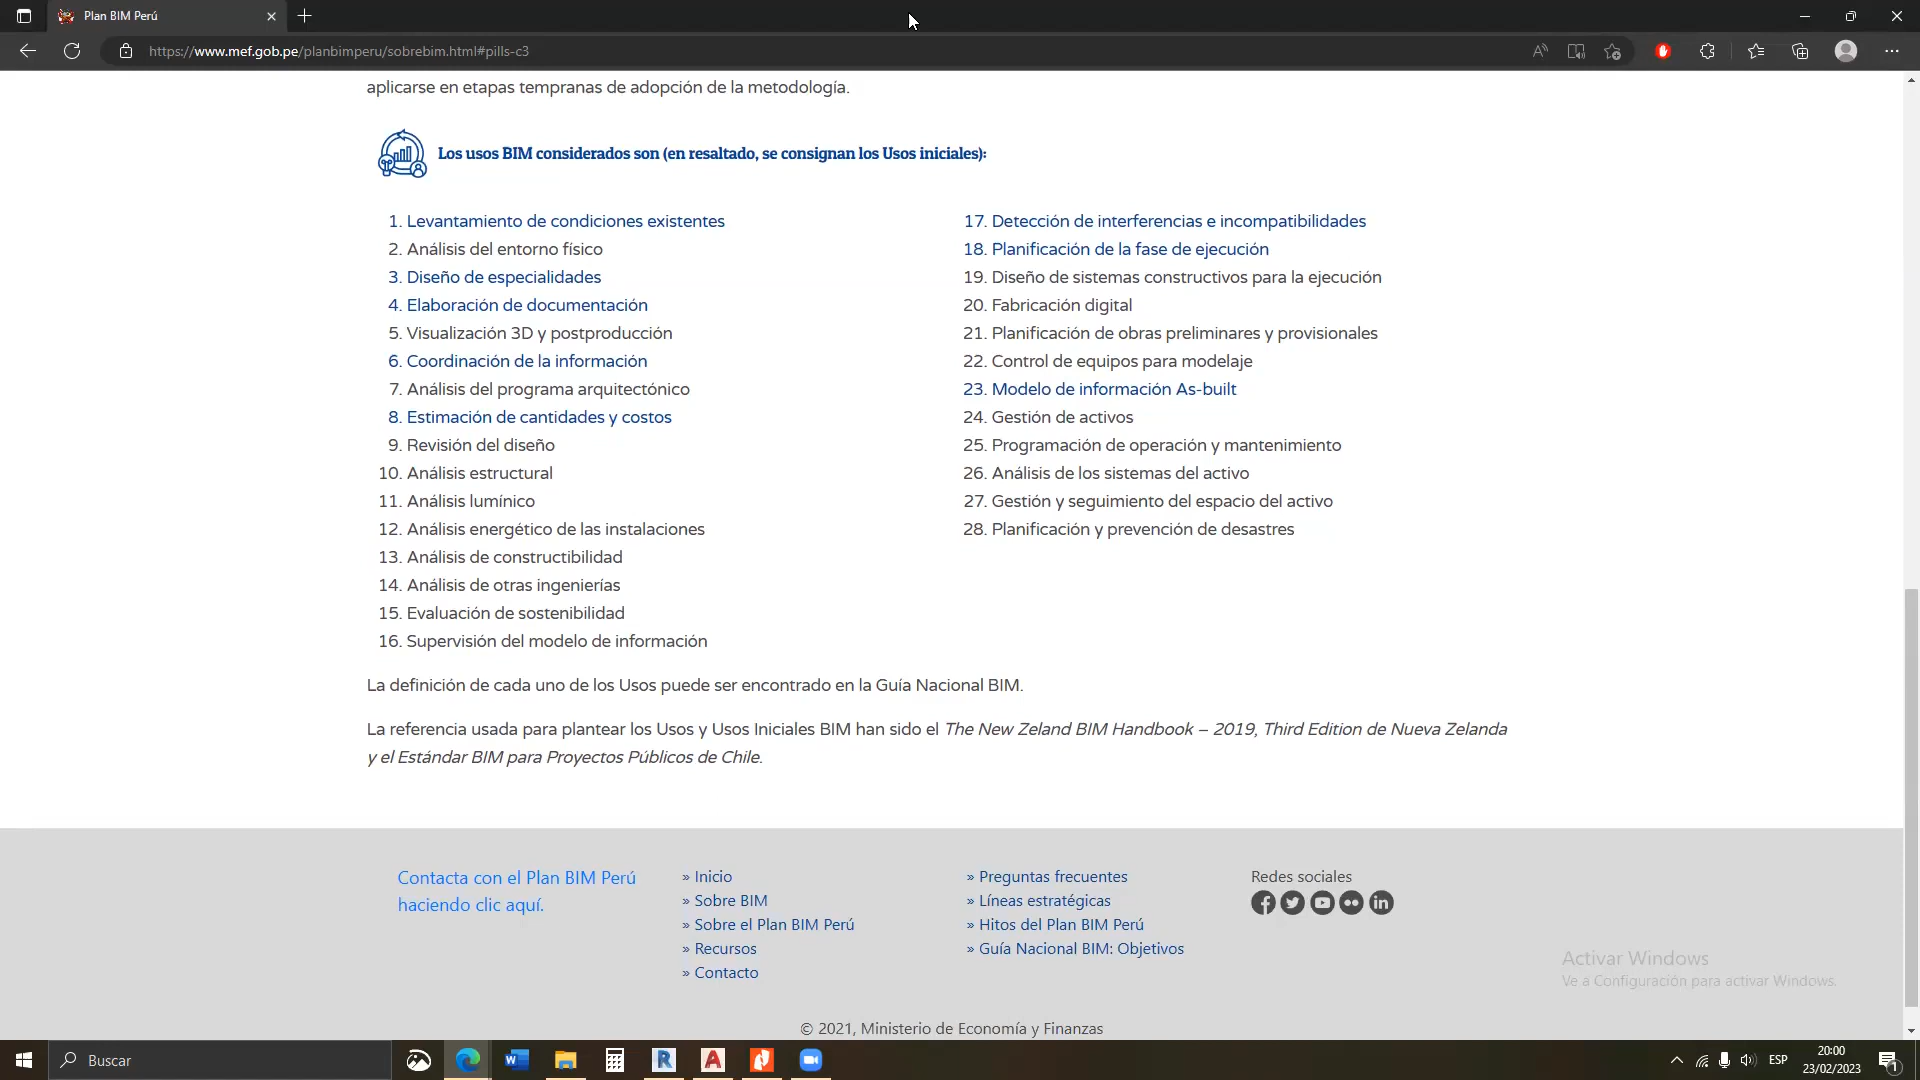 Plan BIM Perú
https://www.mef.gob.pe/planbimperu/sobrebim.html#pills-c3
aplicarse en etapas tempranas de adopción de la metodología.
Los usos BIM considerados son (en resaltado, se consignan los Usos iniciales):
1. Levantamiento de condiciones existentes
2. Análisis del entorno físico
3. Diseño de especialidades
4. Elaboración de documentación
5. Visualización 3D y postproducción
6. Coordinación de la información
7. Análisis del programa arquitectónico
8. Estimación de cantidades y costos
9. Revisión del diseño
10. Análisis estructural
11. Análisis lumínico
12. Análisis energético de las instalaciones
13. Análisis de constructibilidad
14. Análisis de otras ingenierías
15. Evaluación de sostenibilidad
16. Supervisión del modelo de información
17. Detección de interferencias e incompatibilidades
18. Planificación de la fase de ejecución
19. Diseño de sistemas constructivos para la ejecución
20. Fabricación digital
21. Planificación de obras preliminares y provisionales
22. Control de equipos para modelaje
23. Modelo de información As-built
24. Gestión de activos
25. Programación de operación y mantenimiento
26. Análisis de los sistemas del activo
27. Gestión y seguimiento del espacio del activo
28. Planificación y prevención de desastres
La definición de cada uno de los Usos puede ser encontrado en la Guía Nacional BIM.
La referencia usada para plantear los Usos y Usos Iniciales BIM han sido el The New Zeland BIM Handbook – 2019, Third Edition de Nueva Zelanda
y el Estándar BIM para Proyectos Públicos de Chile.
Contacta con el Plan BIM Perú
haciendo clic aquí.
» Inicio
» Sobre BIM
» Sobre el Plan BIM Perú
» Recursos
» Contacto
» Preguntas frecuentes
» Líneas estratégicas
» Hitos del Plan BIM Perú
» Guía Nacional BIM: Objetivos
Redes sociales
Activar Windows
Ve a Configuración para activar Windows.
© 2021, Ministerio de Economía y Finanzas
Buscar
ESP
20:00
23/02/2023